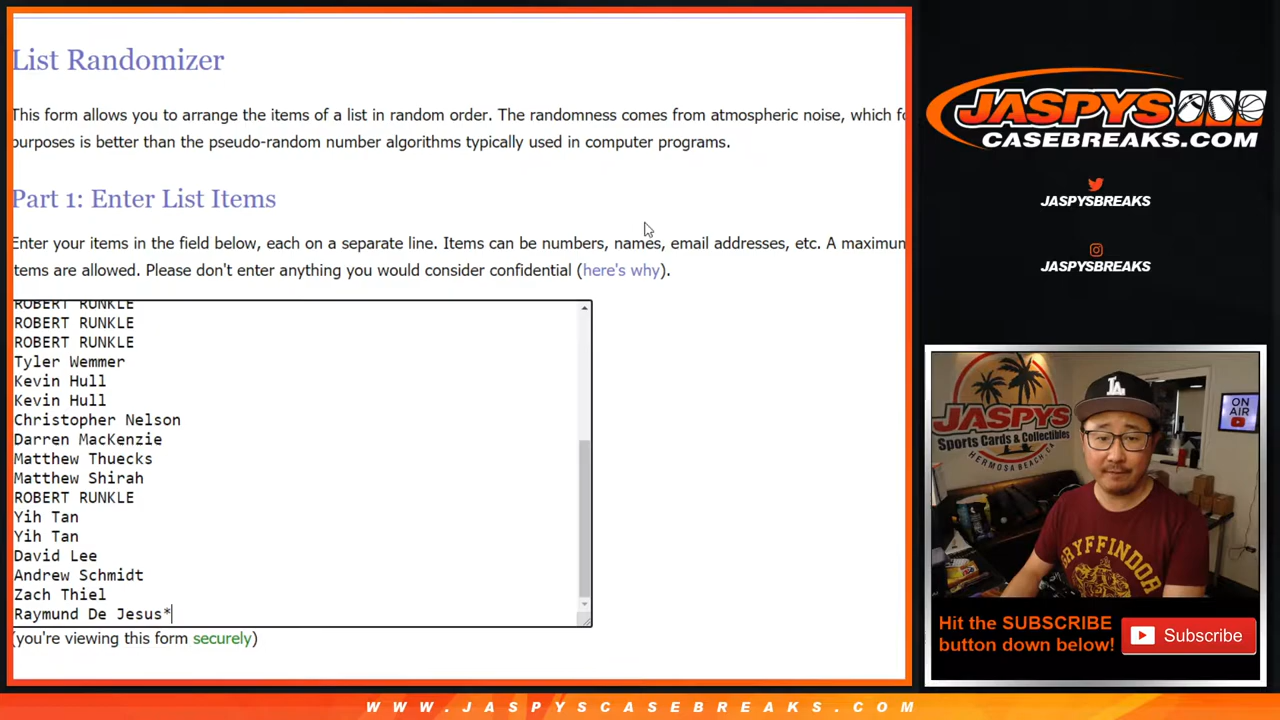 List Randomizer
This form allows you to arrange the items of a list in random order. The randomness comes from atmospheric noise, which
purposes is better than the pseudo-random number algorithms typically used in computer programs.
Part 1: Enter List Items
Enter your items in the field below, each on a separate line. Items can be numbers, names, email addresses, etc. A maximum
items are allowed. Please don't enter anything you would consider confidential (here's why).
ROBERT RUNKLE
ROBERT RUNKLE
ROBERT RUNKLE
Tyler Wemmer
Kevin Hull
Kevin Hull
Christopher Nelson
Darren MacKenzie
Matthew Thuecks
Matthew Shirah
ROBERT RUNKLE
Yih Tan
Yih Tan
David Lee
Andrew Schmidt
Zach Thiel
Raymund De Jesus*
(you're viewing this form securely)
JASPYS
CASEBREAKS.COM
JASPYSBREAKS
JASPYSBREAKS
JASPYS
Sports Cards & Collectibles
HERMOSA BEACH, CA
ON
AIR
LA
GRYFFINDOR
Hit the SUBSCRIBE
button down below!
Subscribe
WWW.JASPYSCASEBREAKS.COM